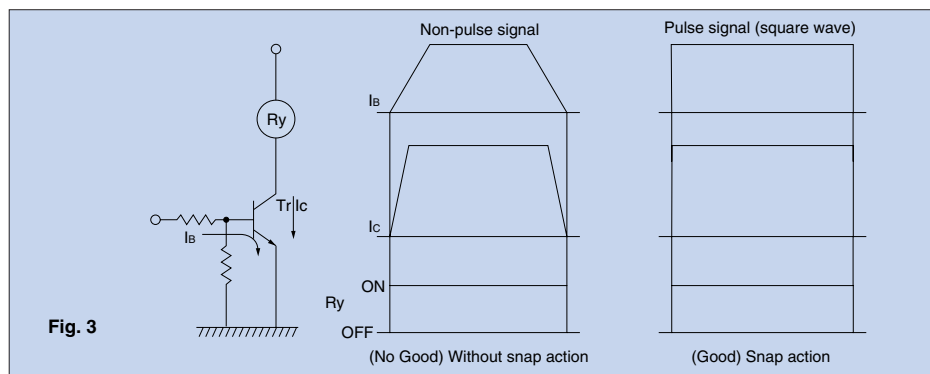 Non-pulse signal
Pulse signal (square wave)
IB
Ry
Tr Ic
IC
IB
ON
Ry
Fig. 3
OFF
(No Good) Without snap action
(Good) Snap action